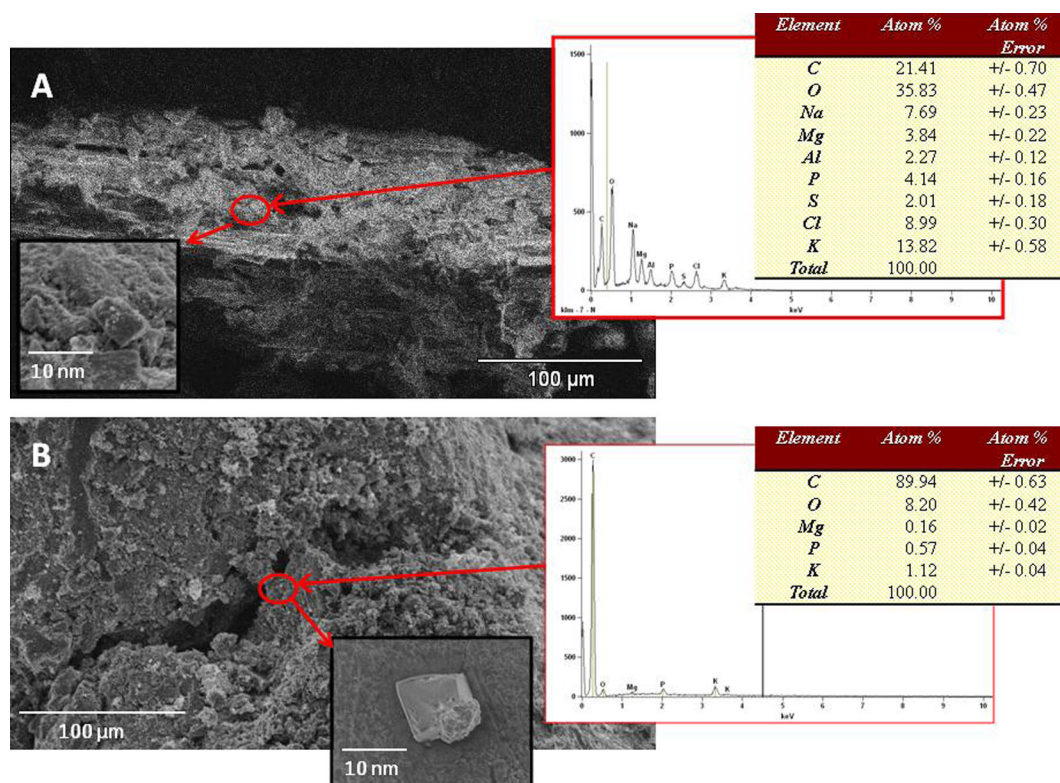 A
10 nm
100 μm
1500
1000
500
0
C
O
Na
Mg
Al
P
S
Cl
K
0 1 2 3 4 5 6 7 8 9 10
klm - 7 - N
keV
Element Atom % Atom %
Error
C 21.41 +/- 0.70
O 35.83 +/- 0.47
Na 7.69 +/- 0.23
Mg 3.84 +/- 0.22
Al 2.27 +/- 0.12
P 4.14 +/- 0.16
S 2.01 +/- 0.18
Cl 8.99 +/- 0.30
K 13.82 +/- 0.58
Total 100.00
B
100 μm
10 nm
3000
2500
2000
1500
1000
500
0
C
O
Mg
P
K
K
0 1 2 3 4 5 6 7 8 9 10
keV
Element Atom % Atom %
Error
C 89.94 +/- 0.63
O 8.20 +/- 0.42
Mg 0.16 +/- 0.02
P 0.57 +/- 0.04
K 1.12 +/- 0.04
Total 100.00